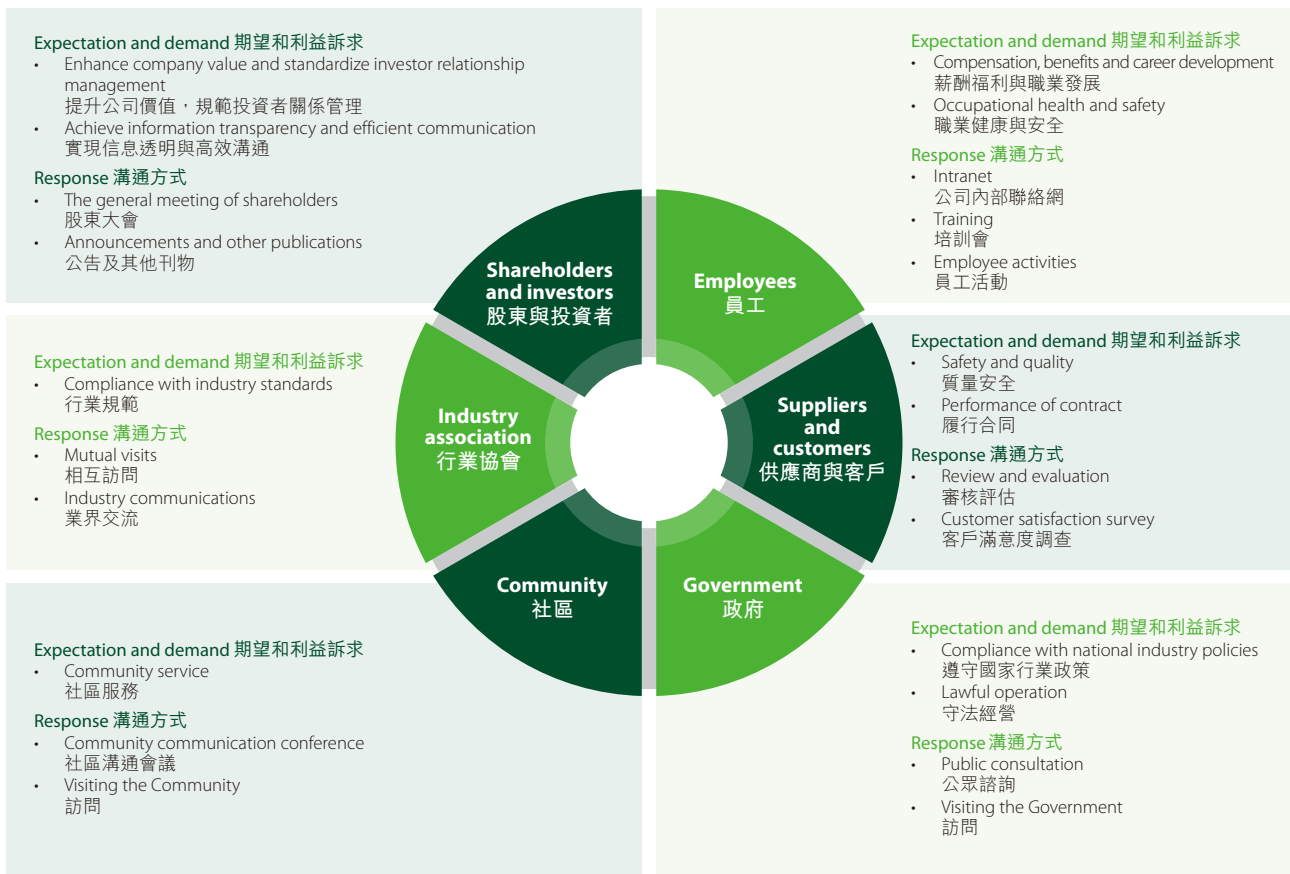 Expectation and demand 期望和利益訴求
• Enhance company value and standardize investor relationship
management
提升公司價值，規範投資者關係管理
• Achieve information transparency and efficient communication
實現信息透明與高效溝通
Response 溝通方式
• The general meeting of shareholders
股東大會
• Announcements and other publications
公告及其他刊物
Expectation and demand 期望和利益訴求
• Compensation, benefits and career development
薪酬福利與職業發展
• Occupational health and safety
職業健康與安全
Response 溝通方式
• Intranet
公司內部聯絡網
• Training
培訓會
• Employee activities
員工活動
Shareholders
and investors
股東與投資者
Employees
員工
Expectation and demand 期望和利益訴求
• Compliance with industry standards
行業規範
Response 溝通方式
• Mutual visits
相互訪問
• Industry communications
業界交流
Industry
association
行業協會
Suppliers
and
customers
供應商與客戶
Expectation and demand 期望和利益訴求
• Safety and quality
質量安全
• Performance of contract
履行合同
Response 溝通方式
• Review and evaluation
審核評估
• Customer satisfaction survey
客戶滿意度調查
Community
社區
Government
政府
Expectation and demand 期望和利益訴求
• Community service
社區服務
Response 溝通方式
• Community communication conference
社區溝通會議
• Visiting the Community
訪問
Expectation and demand 期望和利益訴求
• Compliance with national industry policies
遵守國家行業政策
• Lawful operation
守法經營
Response 溝通方式
• Public consultation
公眾諮詢
• Visiting the Government
訪問